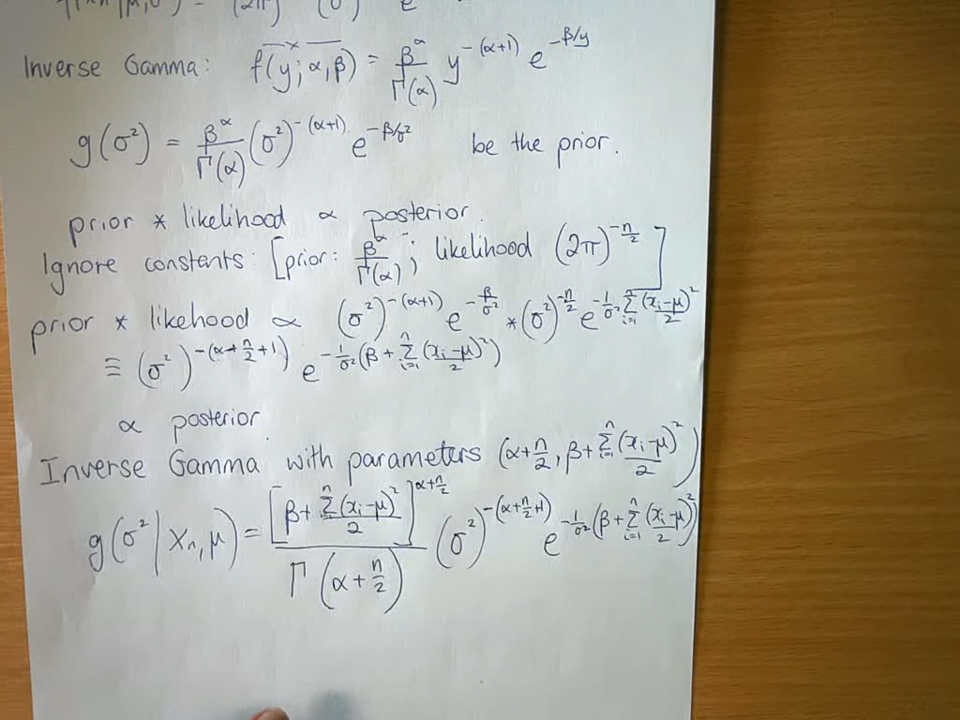 Inverse Gamma: f(y; α, β) = β^α / Γ(α) y^-(α+1) e^-β/y
g(σ²) = β^α / Γ(α) (σ²)^-(α+1) e^-β/σ² be the prior.
prior * likelihood ∝ posterior.
Ignore constants: [prior: β^α / Γ(α); likelihood (2π)^-n/2]
prior * likehood ∝ (σ²)^-(α+1) e^-β/σ² * (σ²)^-n/2 e^-1/σ² Σ_{i=1}^n (x_i-μ)²/2
≡ (σ²)^-(α+n/2+1) e^-1/σ² (β + Σ_{i=1}^n (x_i-μ)²/2)
∝ posterior.
Inverse Gamma with parameters (α+n/2, β+Σ_{i=1}^n (x_i-μ)²/2)
g(σ² | x_n, μ) = [β+Σ_{i=1}^n (x_i-μ)²/2]^α+n/2 / Γ(α+n/2) (σ²)^-(α+n/2+1) e^-1/σ² (β+Σ_{i=1}^n (x_i-μ)²/2)